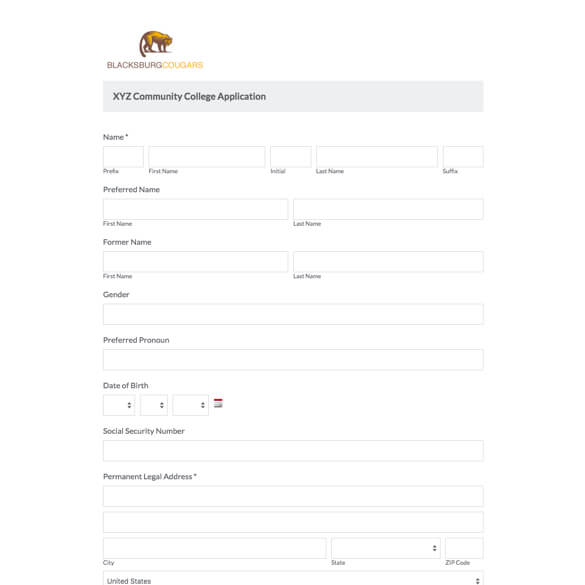 BLACKSBURGCOUGARS
XYZ Community College Application
Name *
Prefix First Name Initial Last Name Suffix
Preferred Name
First Name Last Name
Former Name
First Name Last Name
Gender
Preferred Pronoun
Date of Birth
Social Security Number
Permanent Legal Address *
City State ZIP Code
United States